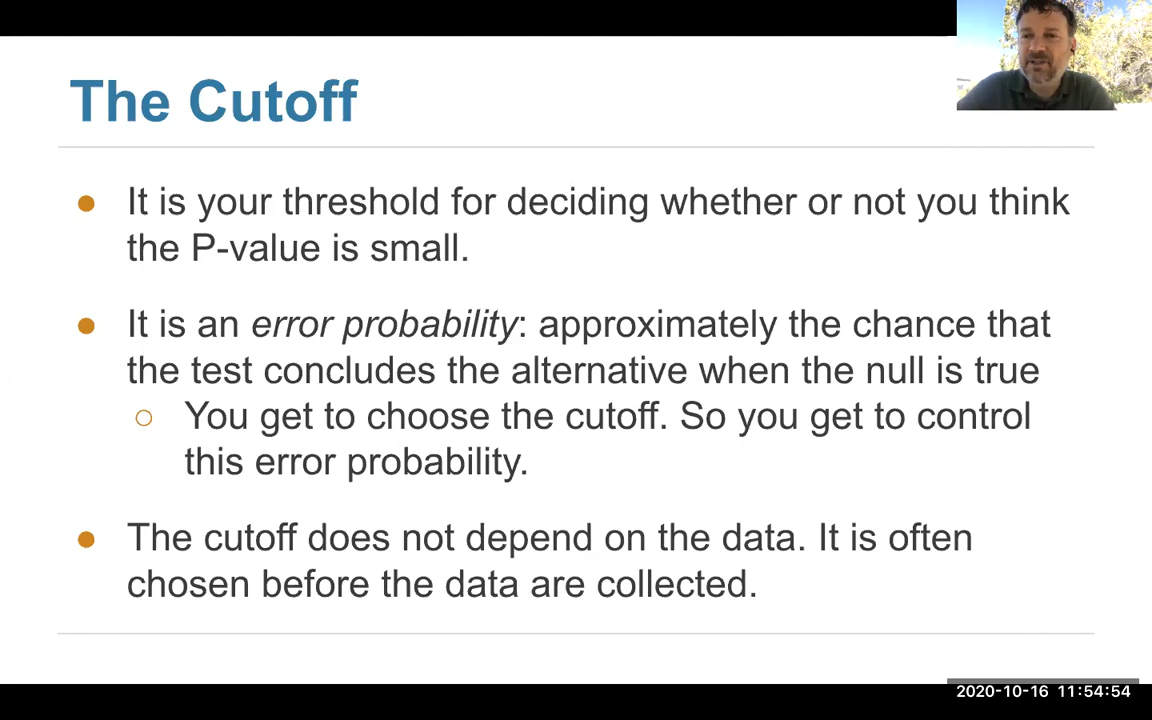 The Cutoff
● It is your threshold for deciding whether or not you think
the P-value is small.
● It is an error probability: approximately the chance that
the test concludes the alternative when the null is true
○ You get to choose the cutoff. So you get to control
this error probability.
● The cutoff does not depend on the data. It is often
chosen before the data are collected.
2020-10-16 11:54:54